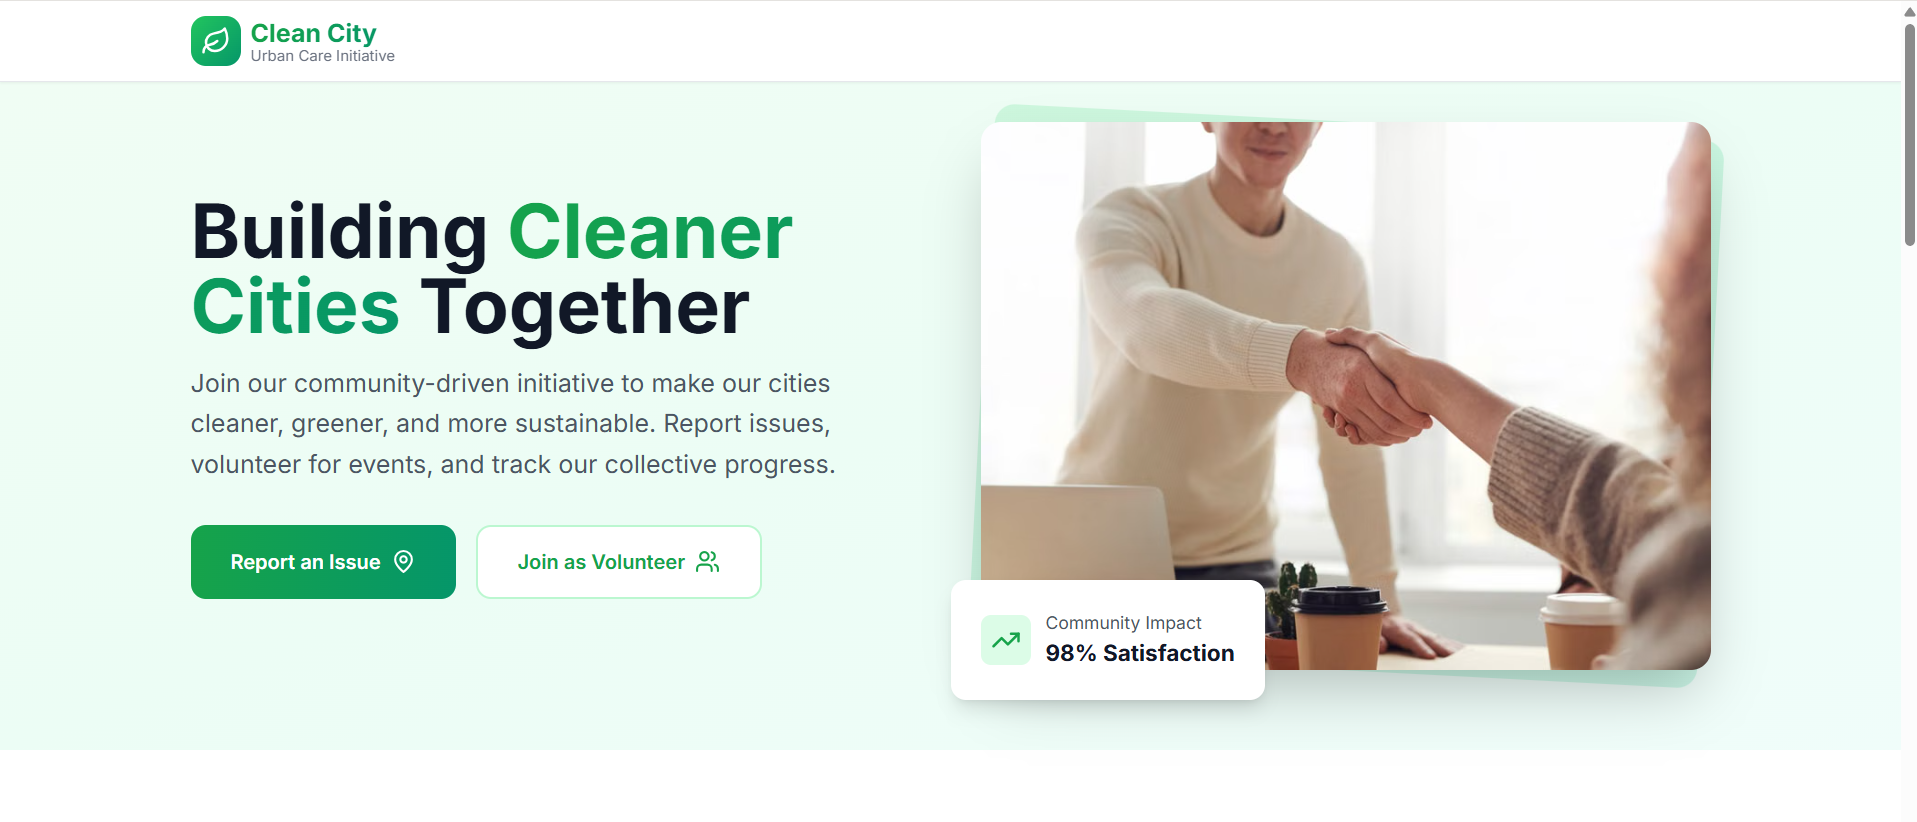 Clean City
Urban Care Initiative
Building Cleaner
Cities Together
Join our community-driven initiative to make our cities
cleaner, greener, and more sustainable. Report issues,
volunteer for events, and track our collective progress.
Report an Issue
Join as Volunteer
Community Impact
98% Satisfaction